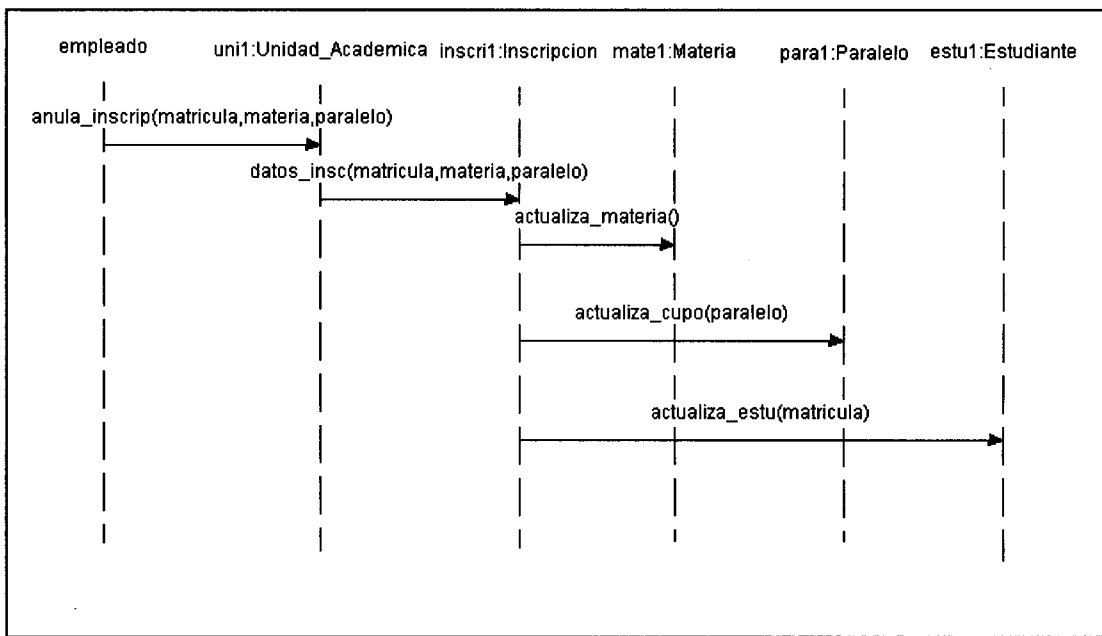 empleado uni1:Unidad_Academica inscri1:Inscripcion mate1:Materia para1:Paralelo estu1:Estudiante
anula_inscrip(matricula,materia,paralelo)
datos_insc(matricula,materia,paralelo)
actualiza_materia()
actualiza_cupo(paralelo)
actualiza_estu(matricula)